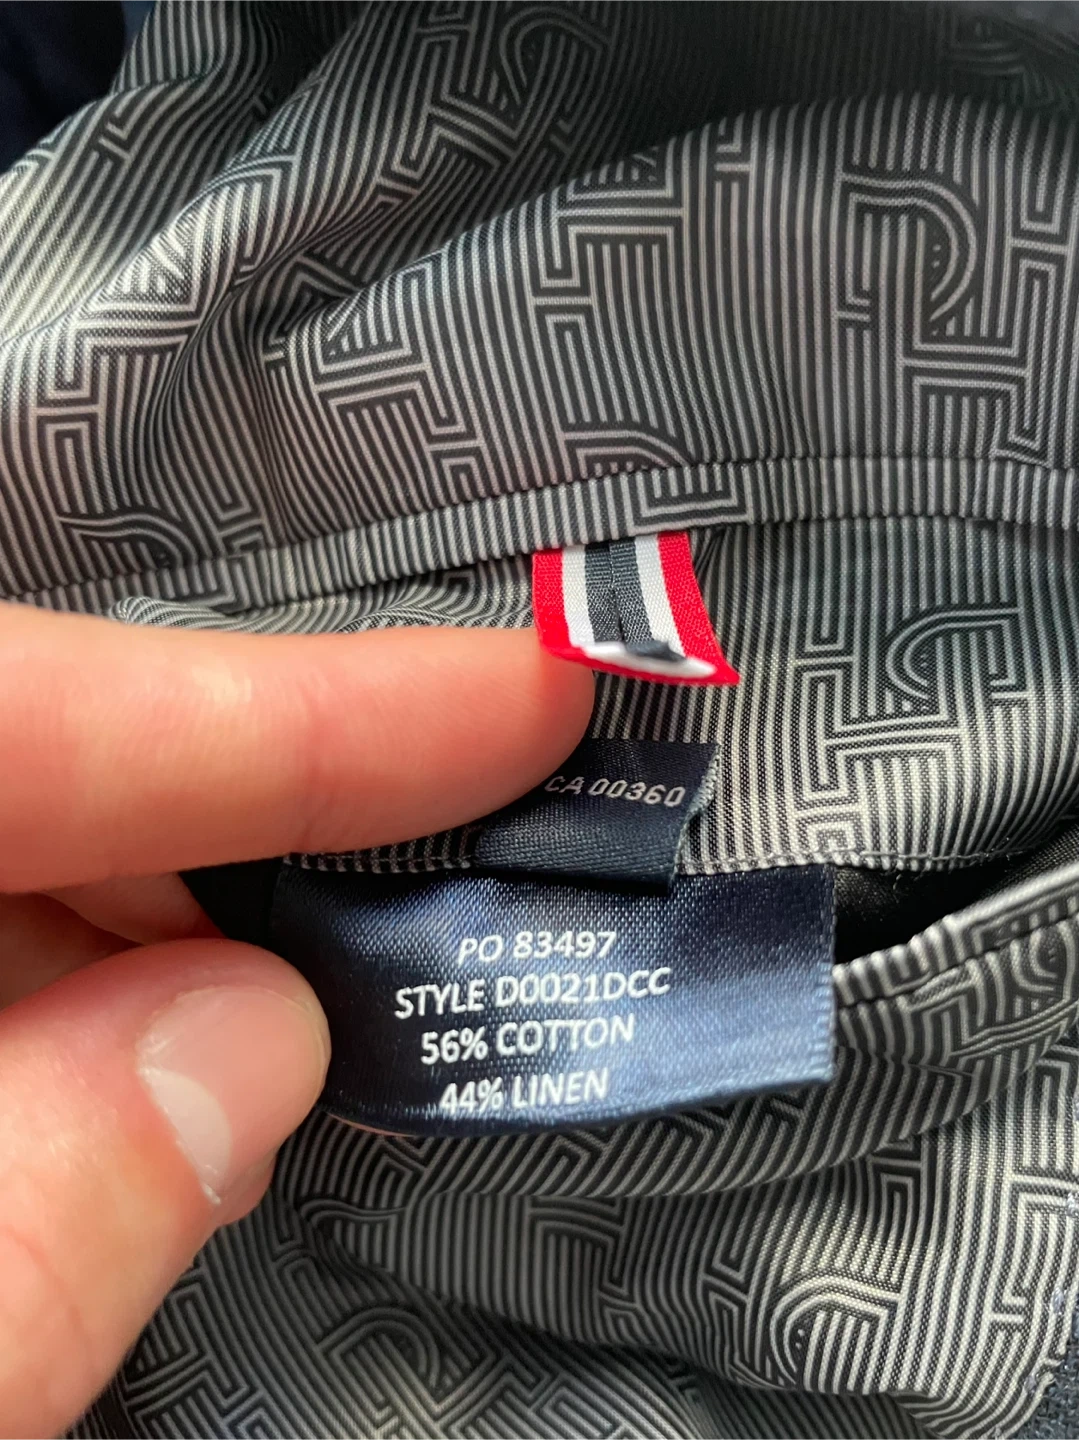 CA 00360
PO 83497
STYLE D0021DCC
56% COTTON
44% LINEN